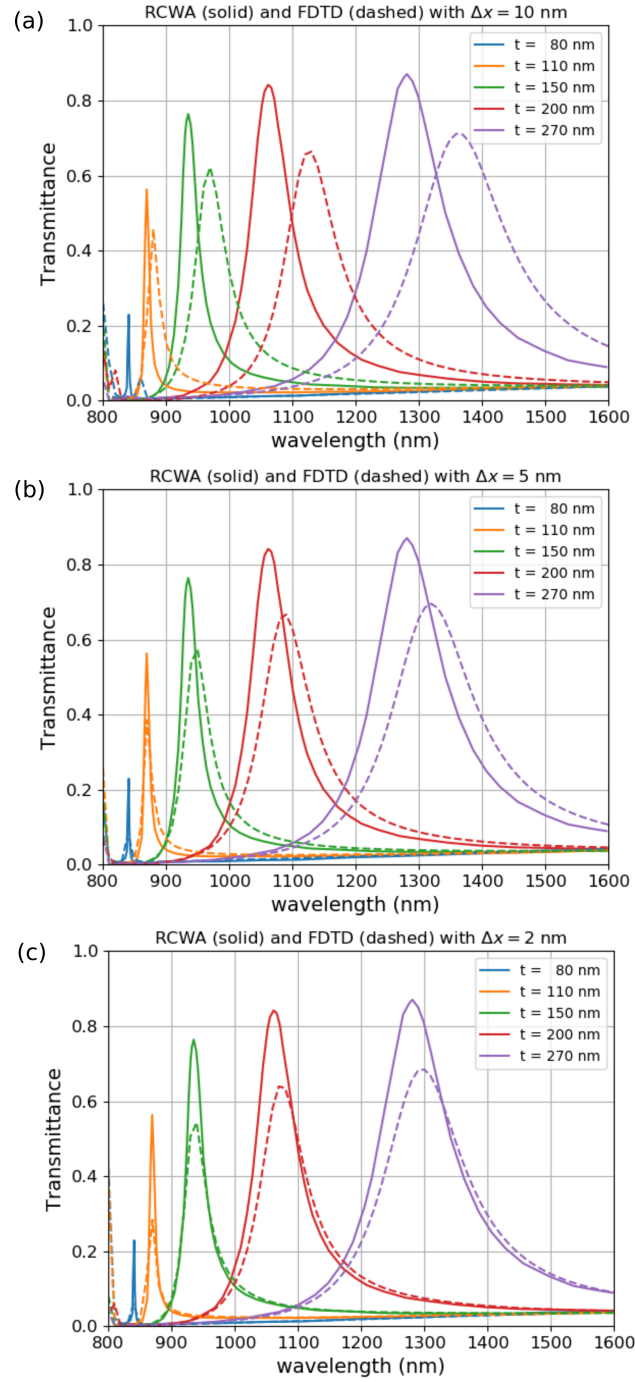 (a)
RCWA (solid) and FDTD (dashed) with Δx = 10 nm
1.0
0.8
0.6
0.4
0.2
0.0
Transmittance
t = 80 nm
t = 110 nm
t = 150 nm
t = 200 nm
t = 270 nm
800 900 1000 1100 1200 1300 1400 1500 1600
wavelength (nm)
(b)
RCWA (solid) and FDTD (dashed) with Δx = 5 nm
1.0
0.8
0.6
0.4
0.2
0.0
Transmittance
t = 80 nm
t = 110 nm
t = 150 nm
t = 200 nm
t = 270 nm
800 900 1000 1100 1200 1300 1400 1500 1600
wavelength (nm)
(c)
RCWA (solid) and FDTD (dashed) with Δx = 2 nm
1.0
0.8
0.6
0.4
0.2
0.0
Transmittance
t = 80 nm
t = 110 nm
t = 150 nm
t = 200 nm
t = 270 nm
800 900 1000 1100 1200 1300 1400 1500 1600
wavelength (nm)